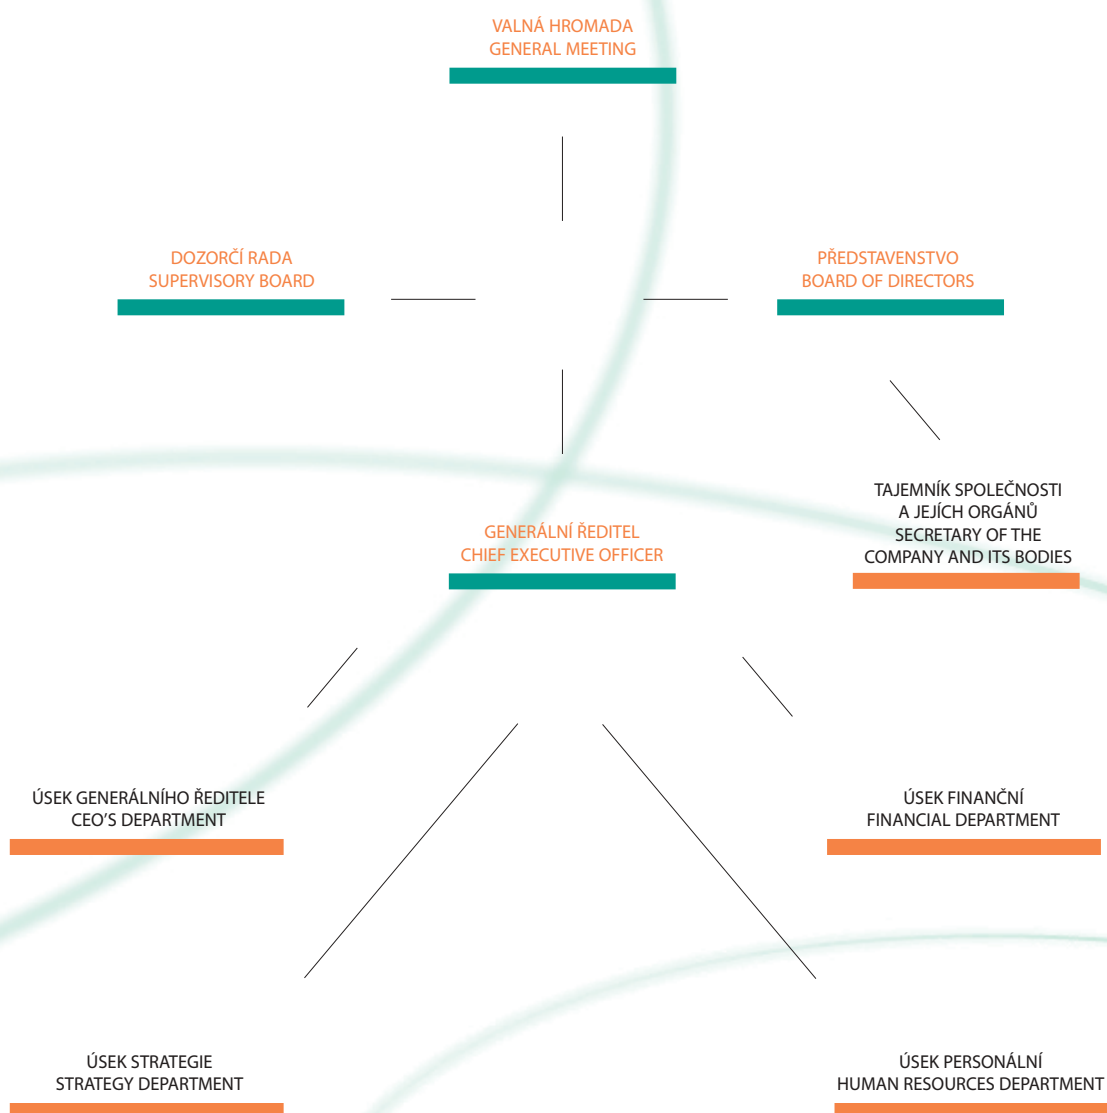 VALNÁ HROMADA
GENERAL MEETING
DOZORČÍ RADA
SUPERVISORY BOARD
PŘEDSTAVENSTVO
BOARD OF DIRECTORS
TAJEMNÍK SPOLEČNOSTI
A JEJÍCH ORGÁNŮ
SECRETARY OF THE
COMPANY AND ITS BODIES
GENERÁLNÍ ŘEDITEL
CHIEF EXECUTIVE OFFICER
ÚSEK GENERÁLNÍHO ŘEDITELE
CEO'S DEPARTMENT
ÚSEK FINANČNÍ
FINANCIAL DEPARTMENT
ÚSEK STRATEGIE
STRATEGY DEPARTMENT
ÚSEK PERSONÁLNÍ
HUMAN RESOURCES DEPARTMENT